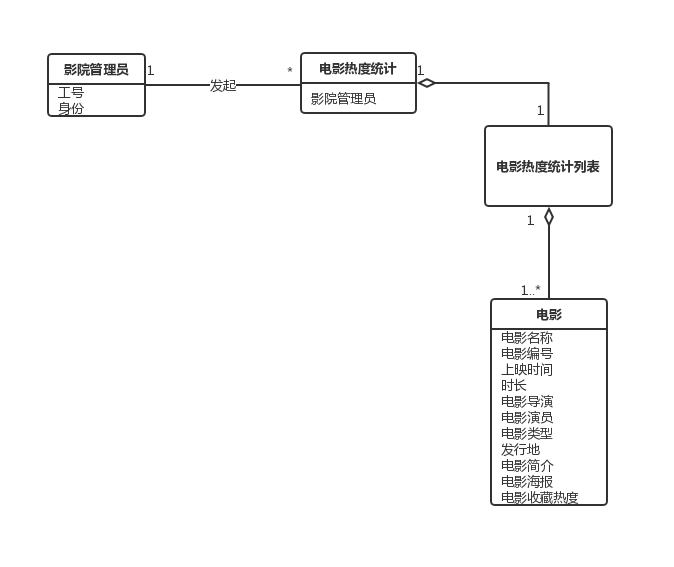 影院管理员
工号
身份
1
发起
*
电影热度统计
影院管理员
1
1
电影热度统计列表
1
1..*
电影
电影名称
电影编号
上映时间
时长
电影导演
电影演员
电影类型
发行地
电影简介
电影海报
电影收藏热度